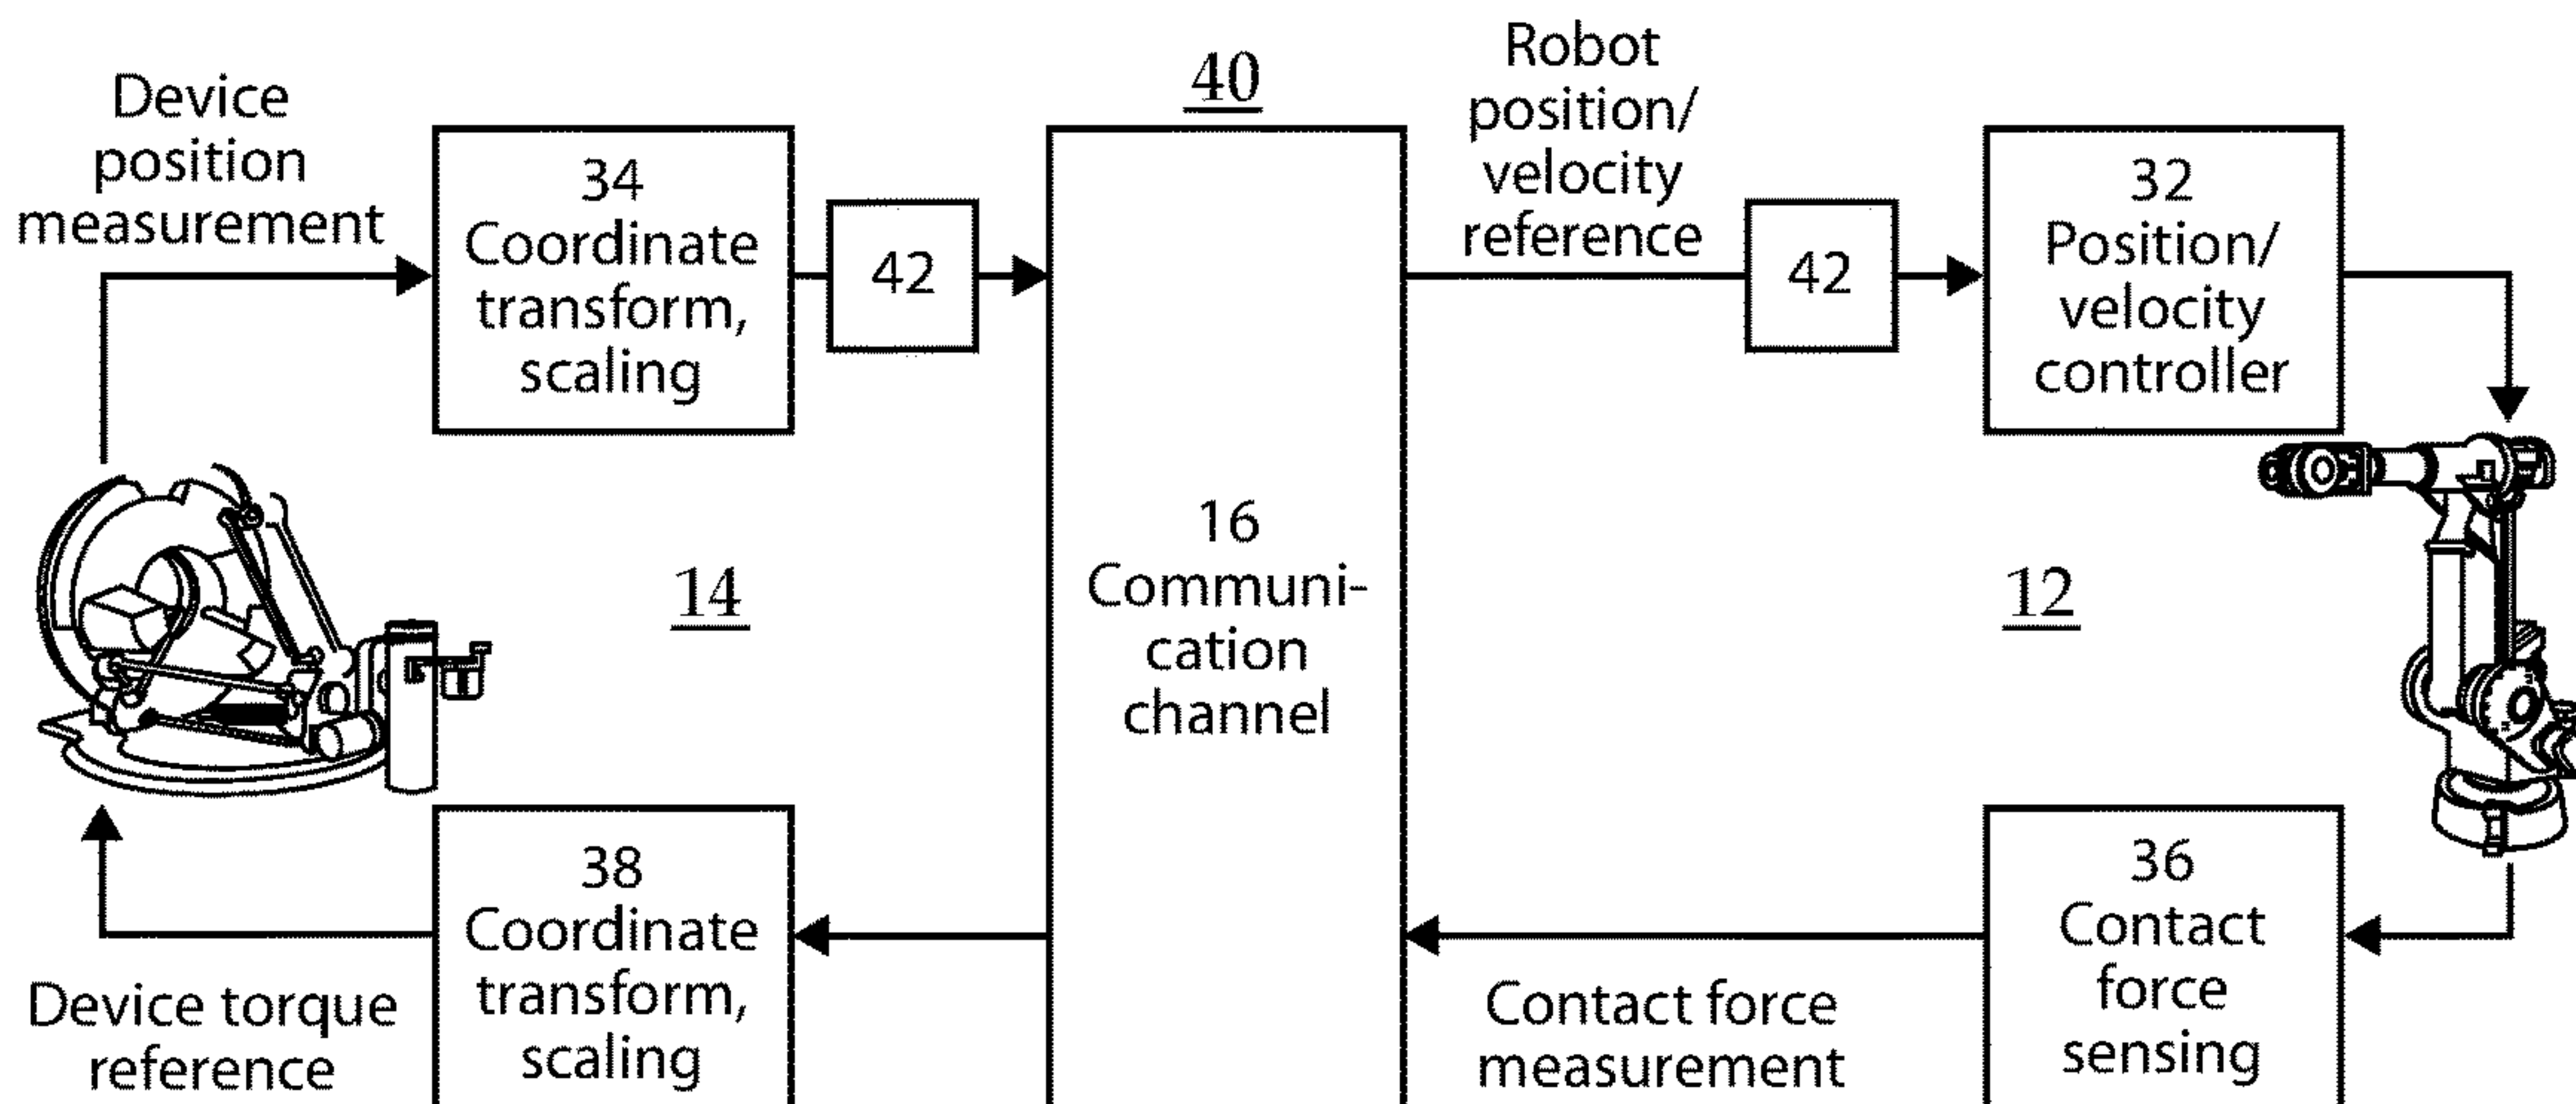 Device
position
measurement
34
Coordinate
transform,
scaling
42
40
16
Communi-
cation
channel
Robot
position/
velocity
reference
42
32
Position/
velocity
controller
14
12
Device torque
reference
38
Coordinate
transform,
scaling
Contact force
measurement
36
Contact
force
sensing